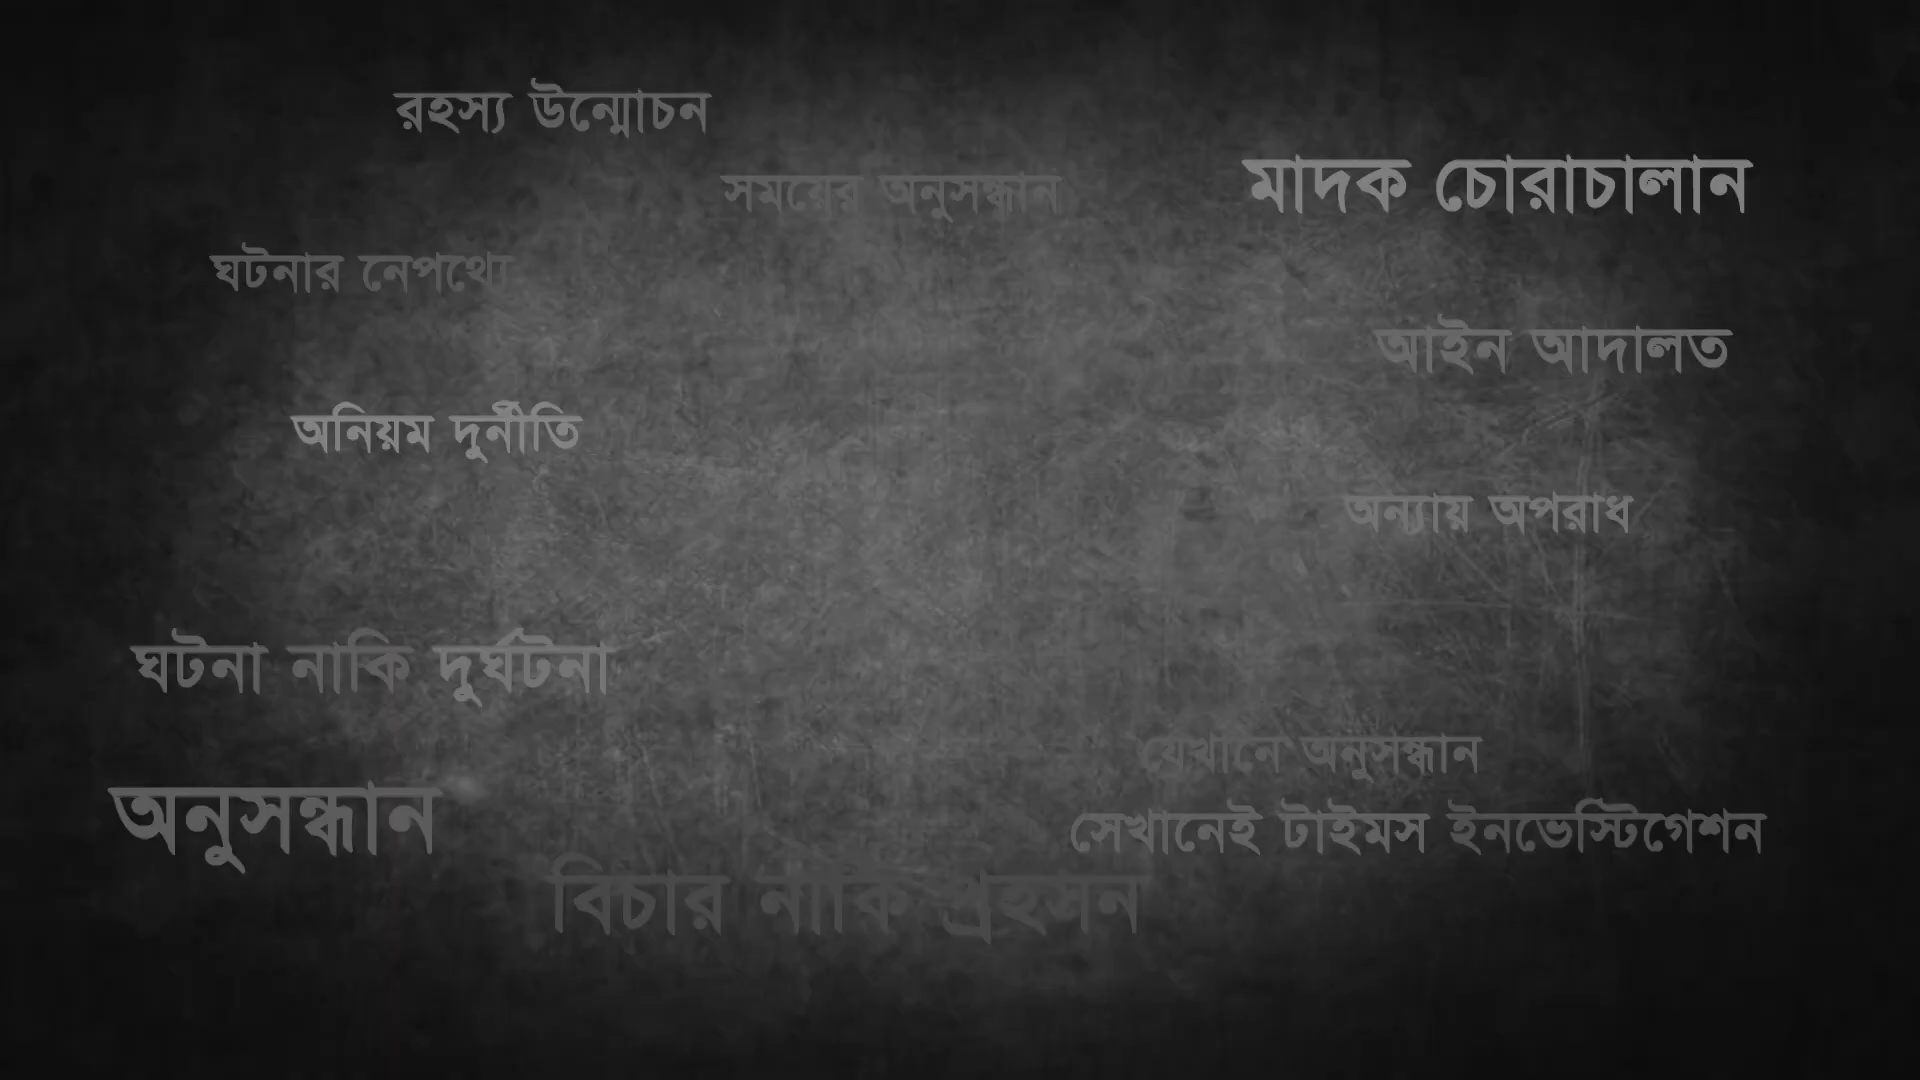 রহস্য উন্মোচন
মাদক চোরাচালান
সময়ের অনুসন্ধান
ঘটনার নেপথ্যে
আইন আদালত
অনিয়ম দুর্নীতি
অন্যায় অপরাধ
ঘটনা নাকি দুর্ঘটনা
যেখানে অনুসন্ধান
অনুসন্ধান
সেখানেই টাইমস ইনভেস্টিগেশন
বিচার নাকি প্রহসন